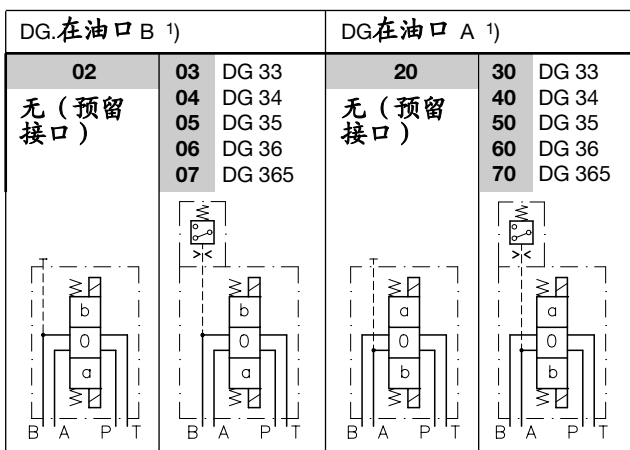 DG.在油口 B ¹)
DG在油口 A ¹)
02
无（预留
接口）
03 DG 33
04 DG 34
05 DG 35
06 DG 36
07 DG 365
20
无（预留
接口）
30 DG 33
40 DG 34
50 DG 35
60 DG 36
70 DG 365
b
0
a
B A P T
b
0
a
B A P T
a
0
b
B A P T
a
0
b
B A P T